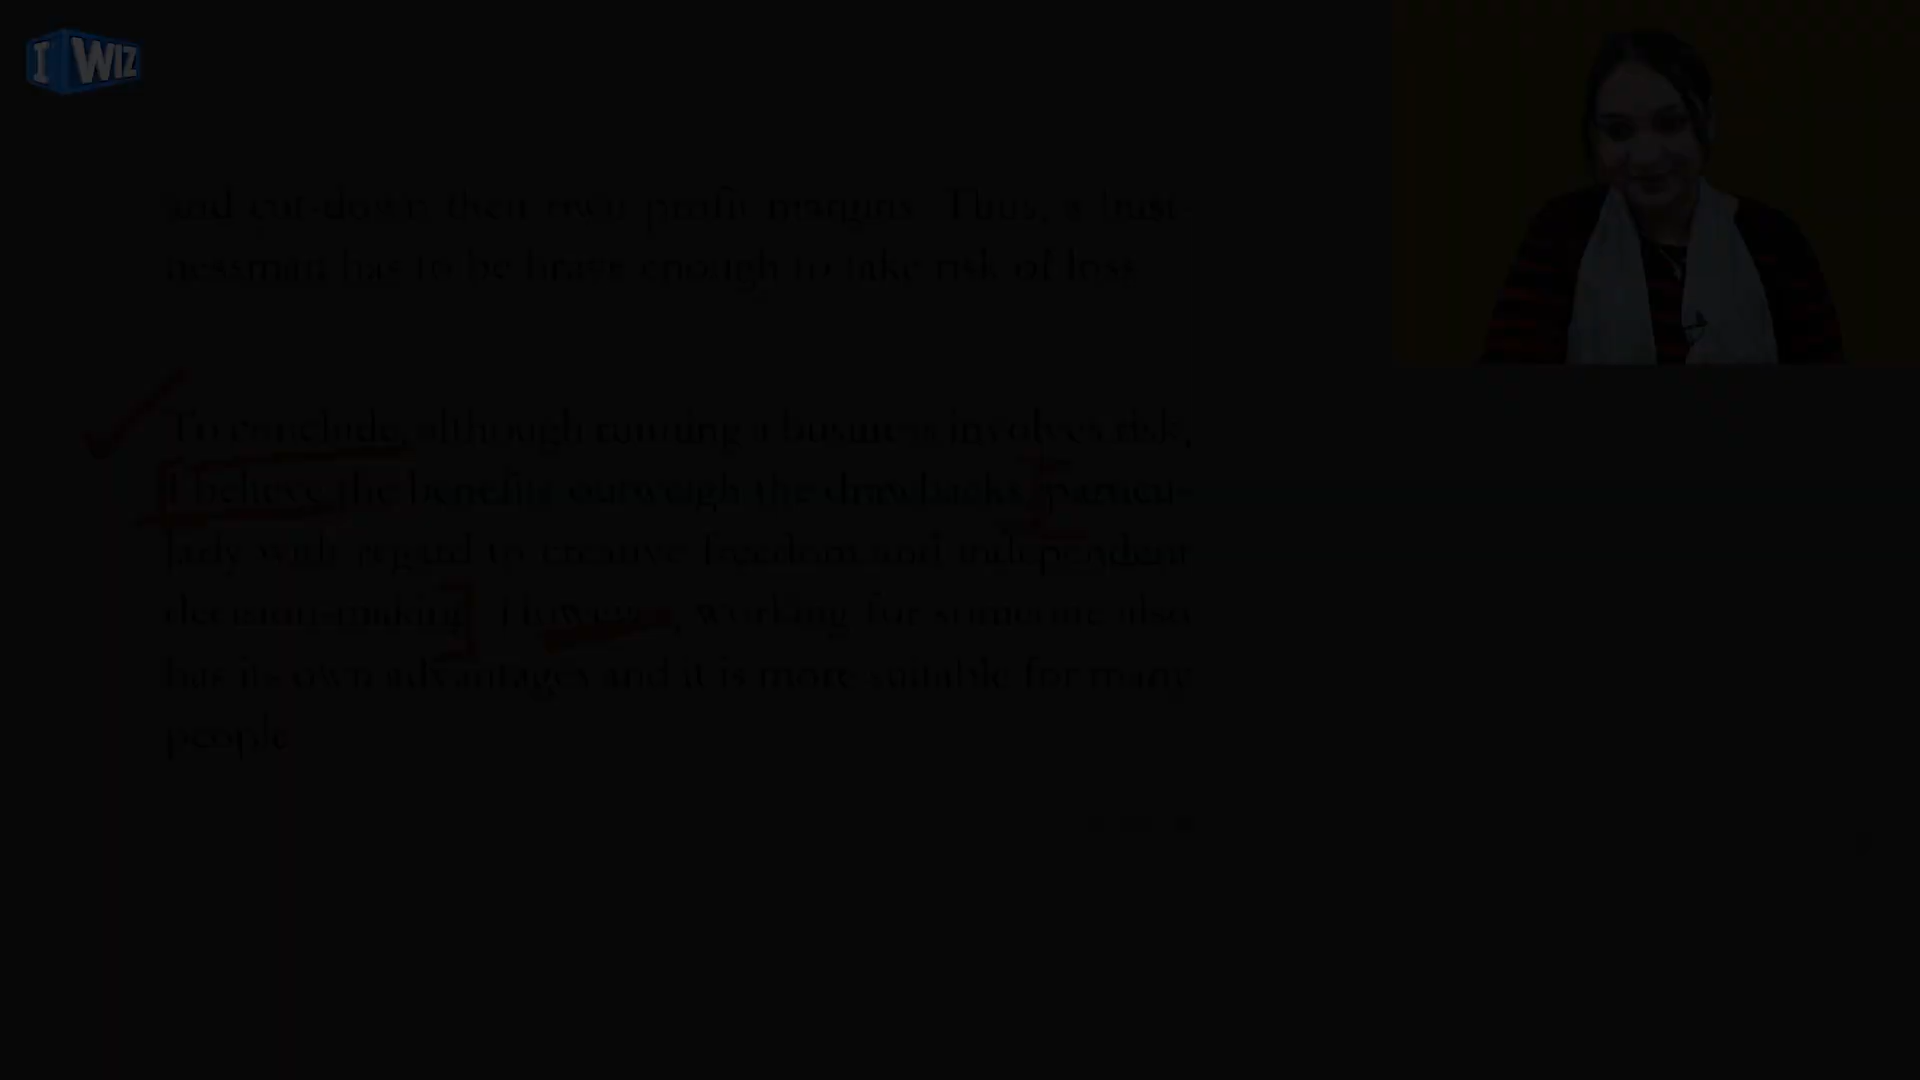 I WIZ
and cut down their own profit margins. Thus, a busi-
nessman has to be brave enough to take risk of loss.
To conclude, although running a business involves risk,
I believe the benefits outweigh the drawbacks, particu-
larly with regard to creative freedom and independent
decision-making. However, working for someone also
has its own advantages and it is more suitable for many
people